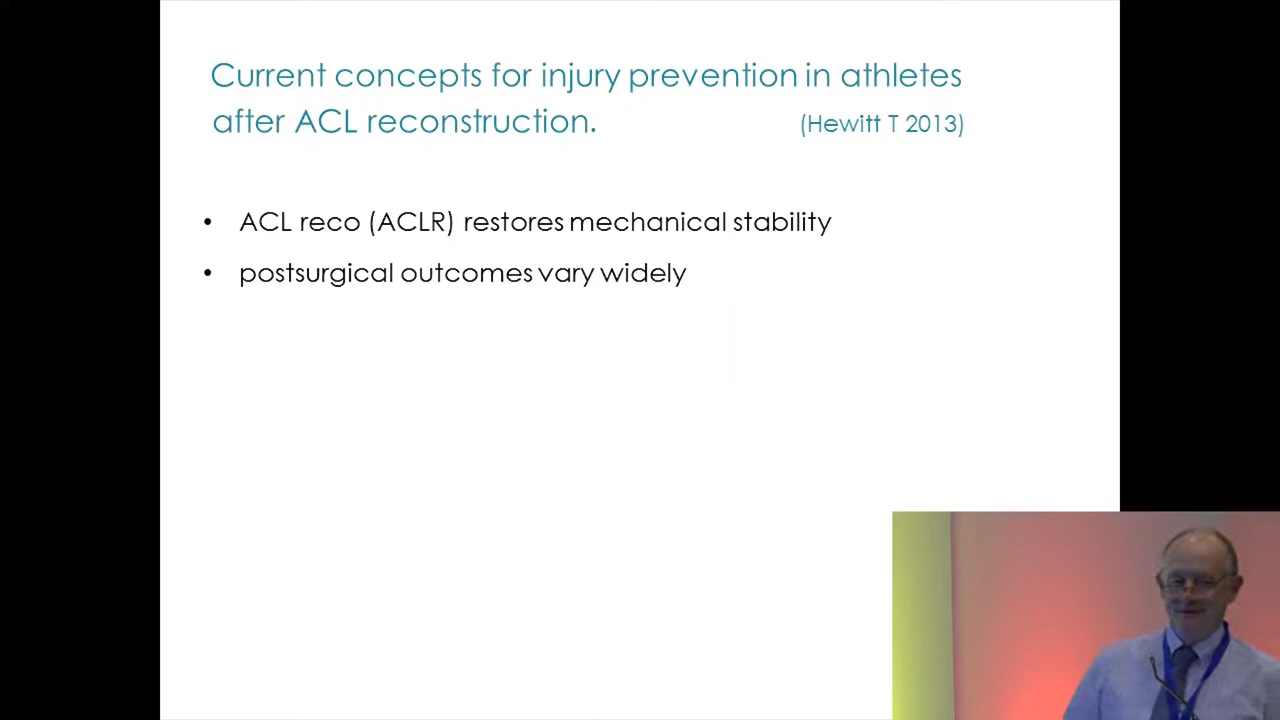 Current concepts for injury prevention in athletes
after ACL reconstruction. (Hewitt T 2013)
• ACL reco (ACLR) restores mechanical stability
• postsurgical outcomes vary widely